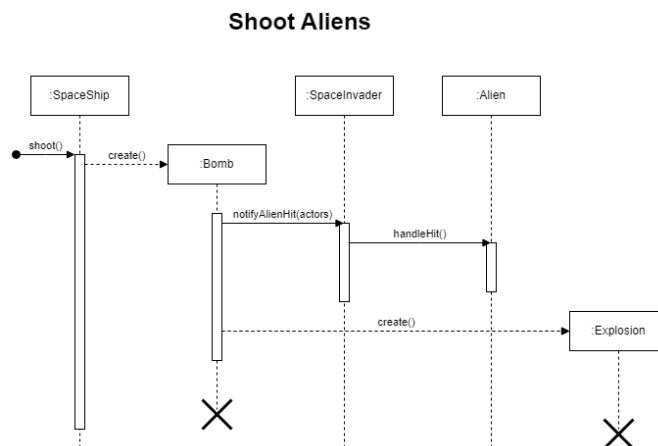 Shoot Aliens
:SpaceShip
:SpaceInvader
:Alien
shoot()
create()
:Bomb
notifyAlienHit(actors)
handleHit()
create()
:Explosion